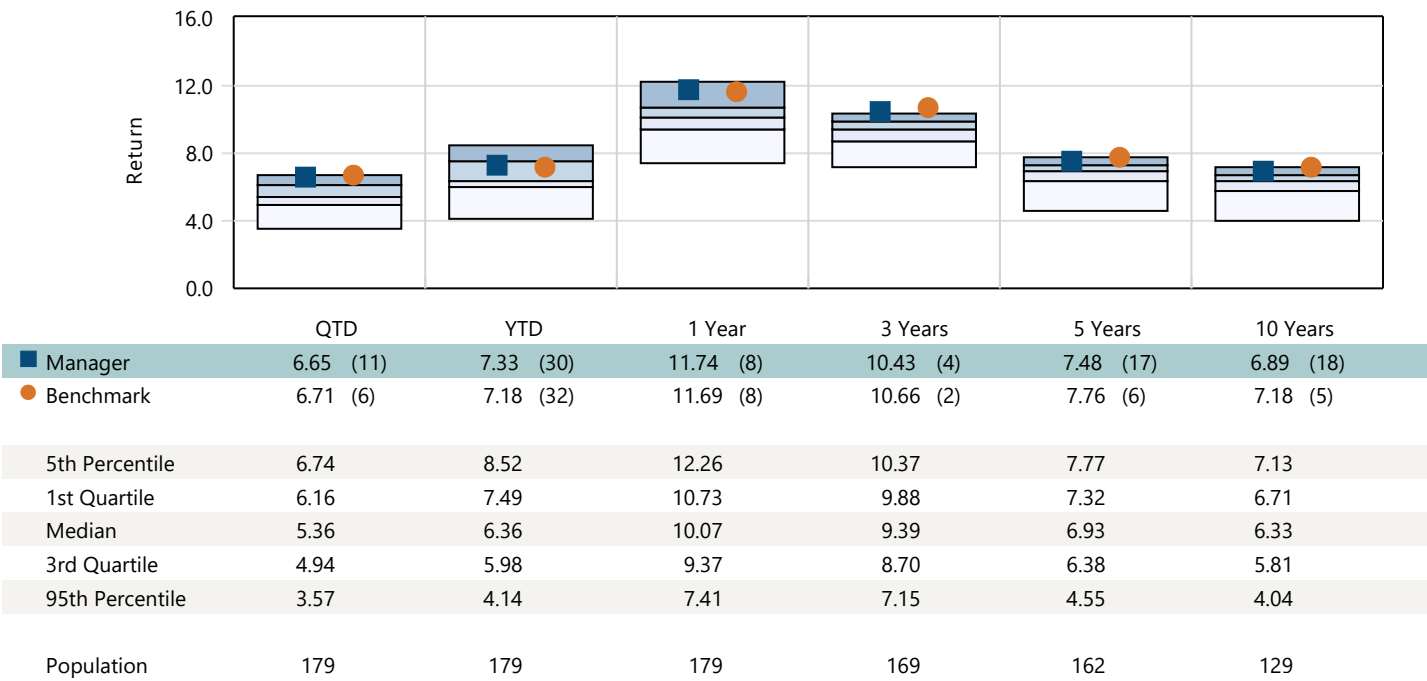 16.0
12.0
8.0
4.0
0.0
Return
QTD YTD 1 Year 3 Years 5 Years 10 Years
Manager 6.65 (11) 7.33 (30) 11.74 (8) 10.43 (4) 7.48 (17) 6.89 (18)
Benchmark 6.71 (6) 7.18 (32) 11.69 (8) 10.66 (2) 7.76 (6) 7.18 (5)
5th Percentile 6.74 8.52 12.26 10.37 7.77 7.13
1st Quartile 6.16 7.49 10.73 9.88 7.32 6.71
Median 5.36 6.36 10.07 9.39 6.93 6.33
3rd Quartile 4.94 5.98 9.37 8.70 6.38 5.81
95th Percentile 3.57 4.14 7.41 7.15 4.55 4.04
Population 179 179 179 169 162 129